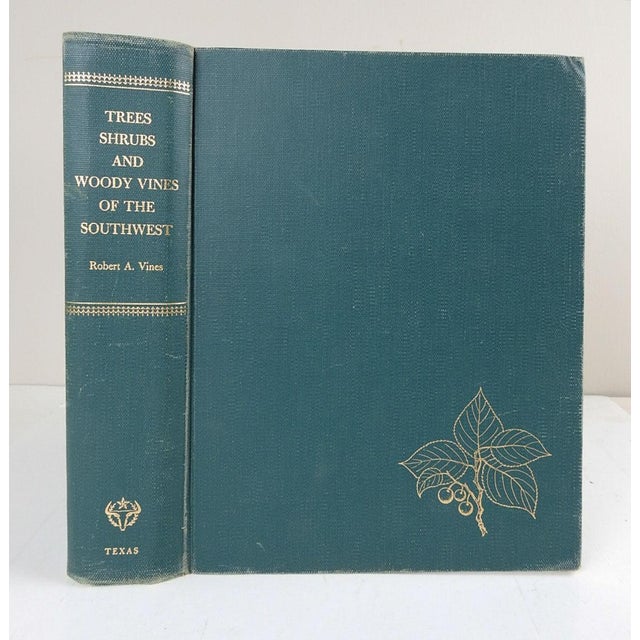 TREES
SHRUBS
AND
WOODY VINES
OF THE
SOUTHWEST
Robert A. Vines
TEXAS